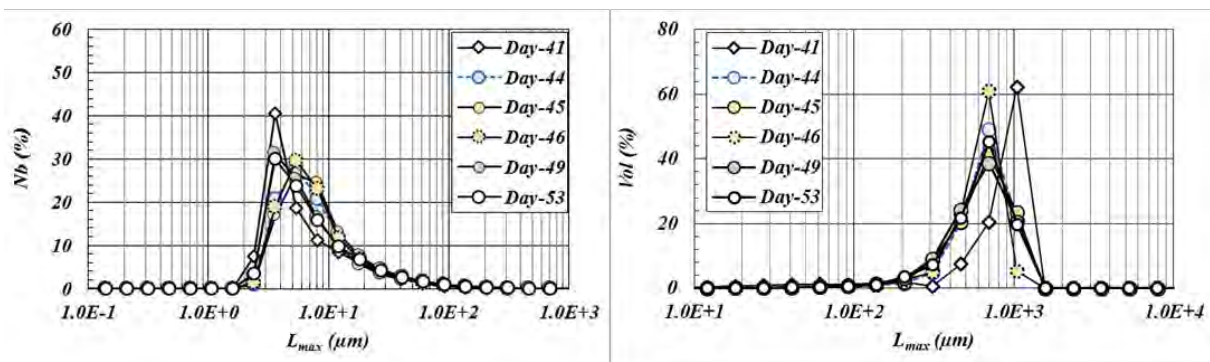 60
50
40
30
20
10
0
Nb (%)
Day-41
Day-44
Day-45
Day-46
Day-49
Day-53
1.0E-1
1.0E+0
1.0E+1
1.0E+2
1.0E+3
Lmax (µm)
80
60
40
20
0
Vol (%)
Day-41
Day-44
Day-45
Day-46
Day-49
Day-53
1.0E+1
1.0E+2
1.0E+3
1.0E+4
Lmax (µm)